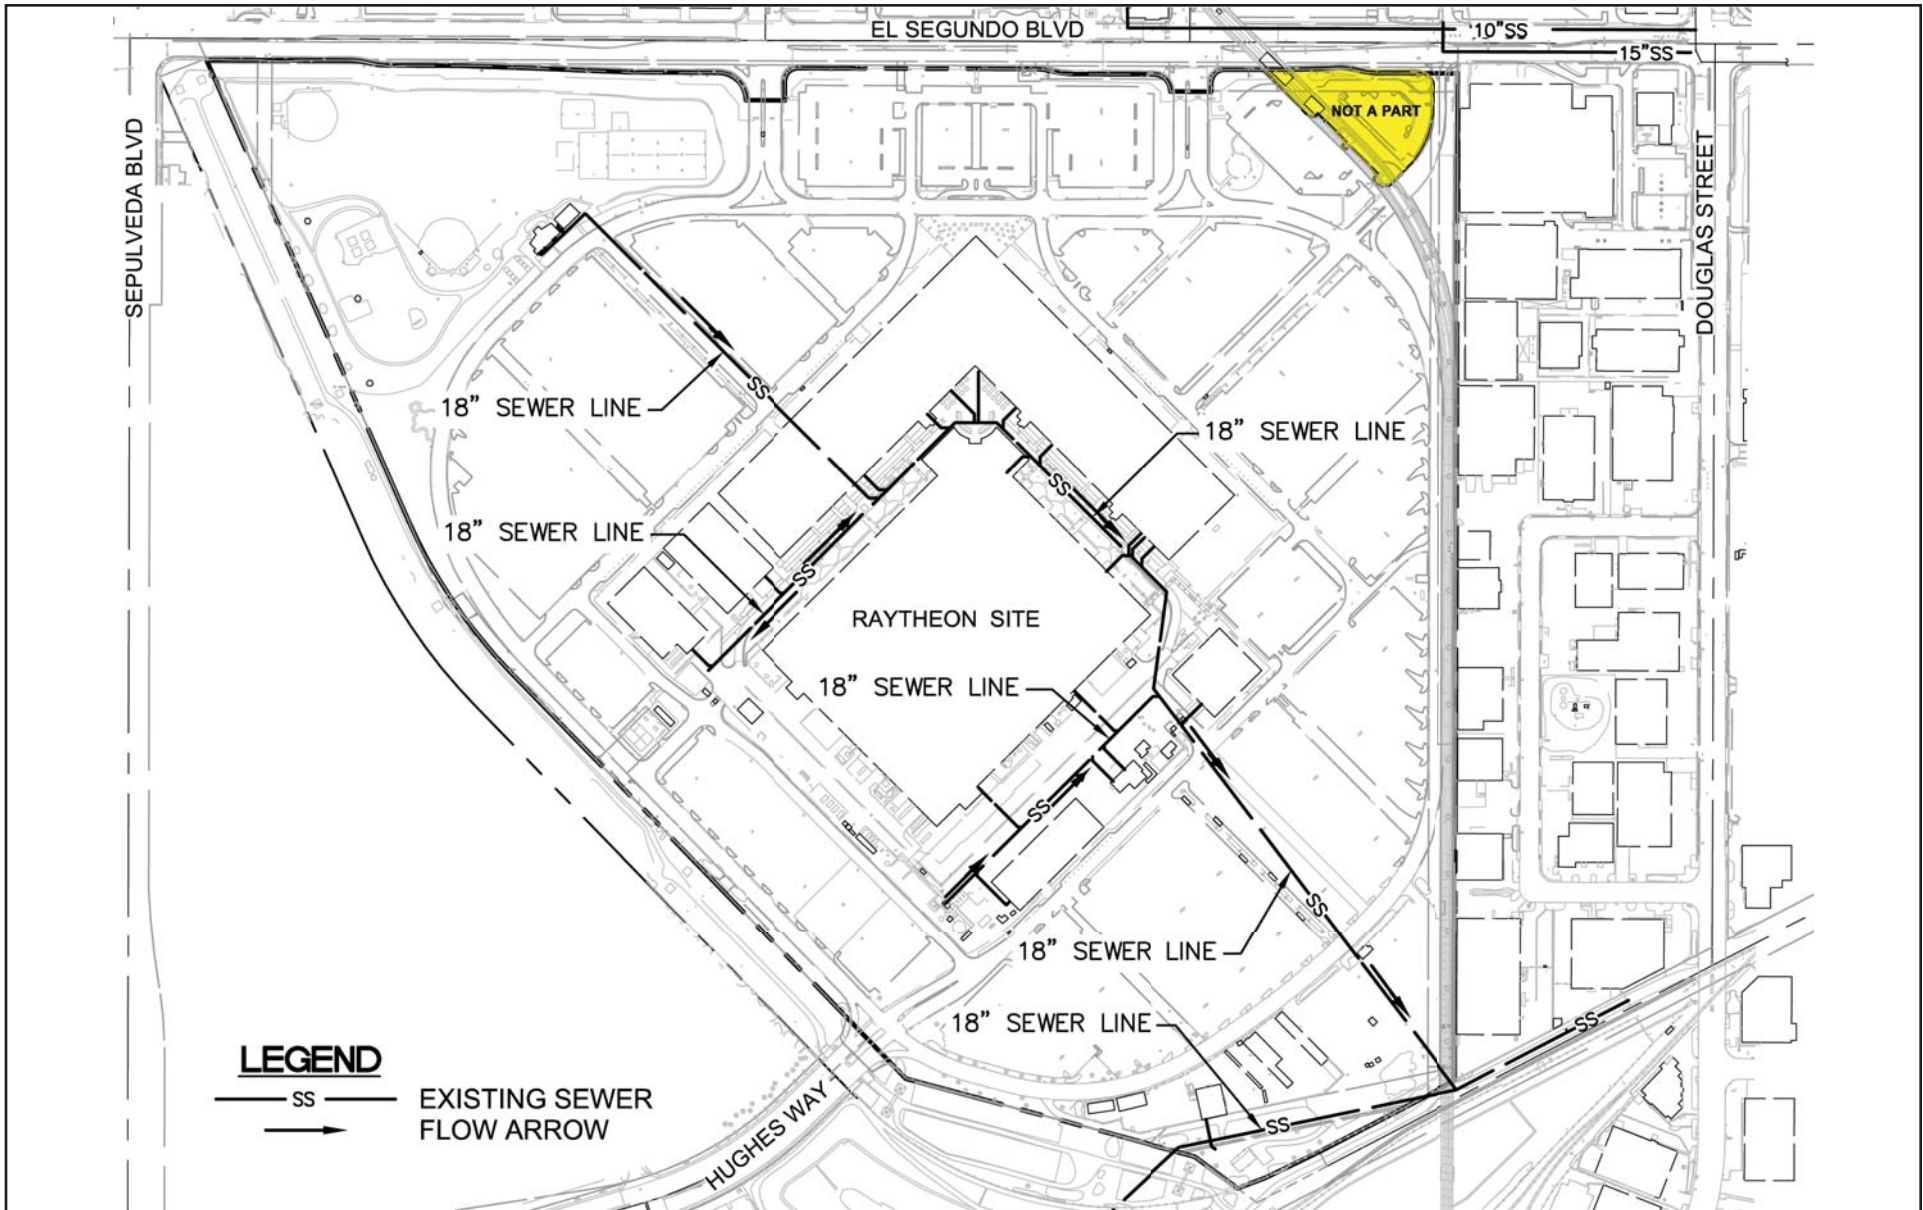 EL SEGUNDO BLVD
10"SS
15"SS
NOT A PART
SEPULVEDA BLVD
DOUGLAS STREET
SS
18” SEWER LINE
18” SEWER LINE
SS
18” SEWER LINE
SS
RAYTHEON SITE
18” SEWER LINE
SS
SS
18” SEWER LINE
18” SEWER LINE
SS
SS
HUGHES WAY
LEGEND
SS
EXISTING SEWER
FLOW ARROW